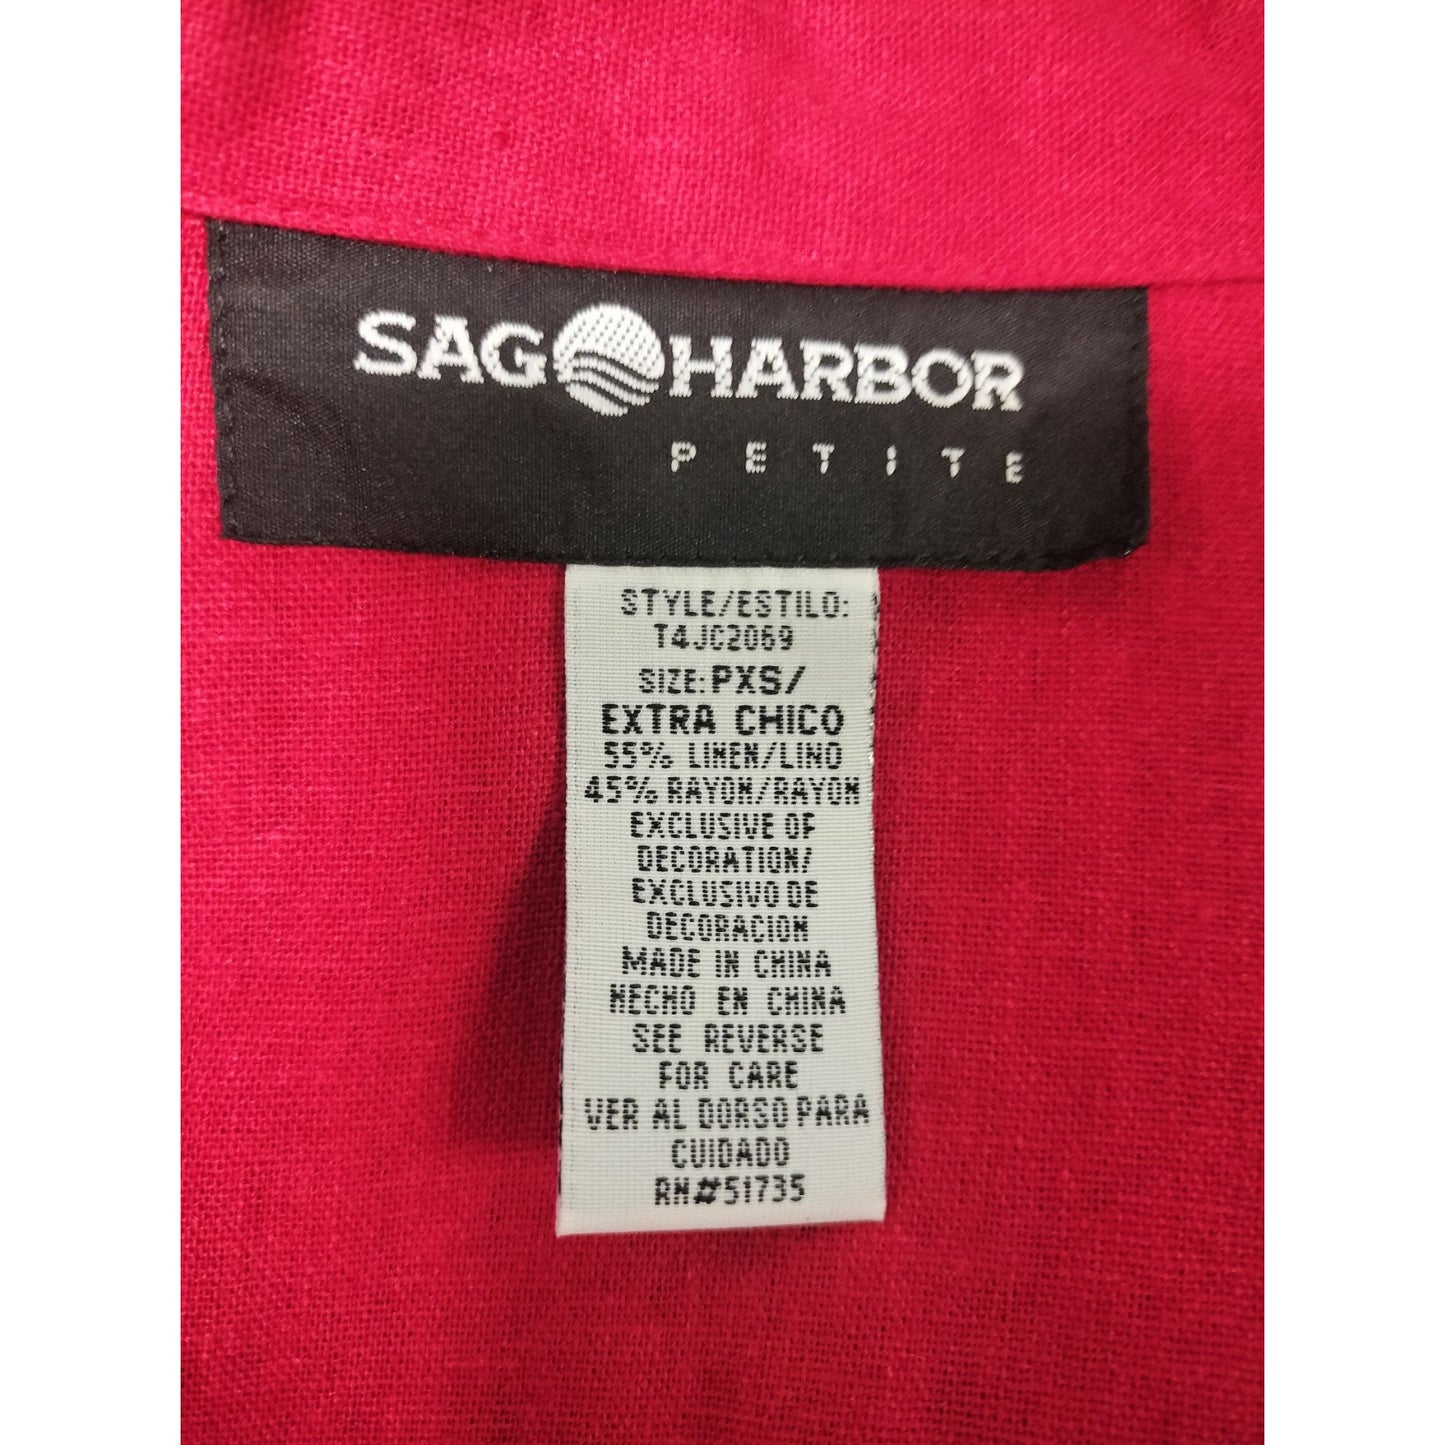 SAG HARBOR
PETITE
STYLE/ESTILO:
T4JC2069
SIZE: PXS/
EXTRA CHICO
55% LINEN/LINO
45% RAYON/RAYON
EXCLUSIVE OF
DECORATION/
EXCLUSIVO DE
DECORACION
MADE IN CHINA
HECHO EN CHINA
SEE REVERSE
FOR CARE
VER AL DORSO PARA
CUIDADO
RN#51735